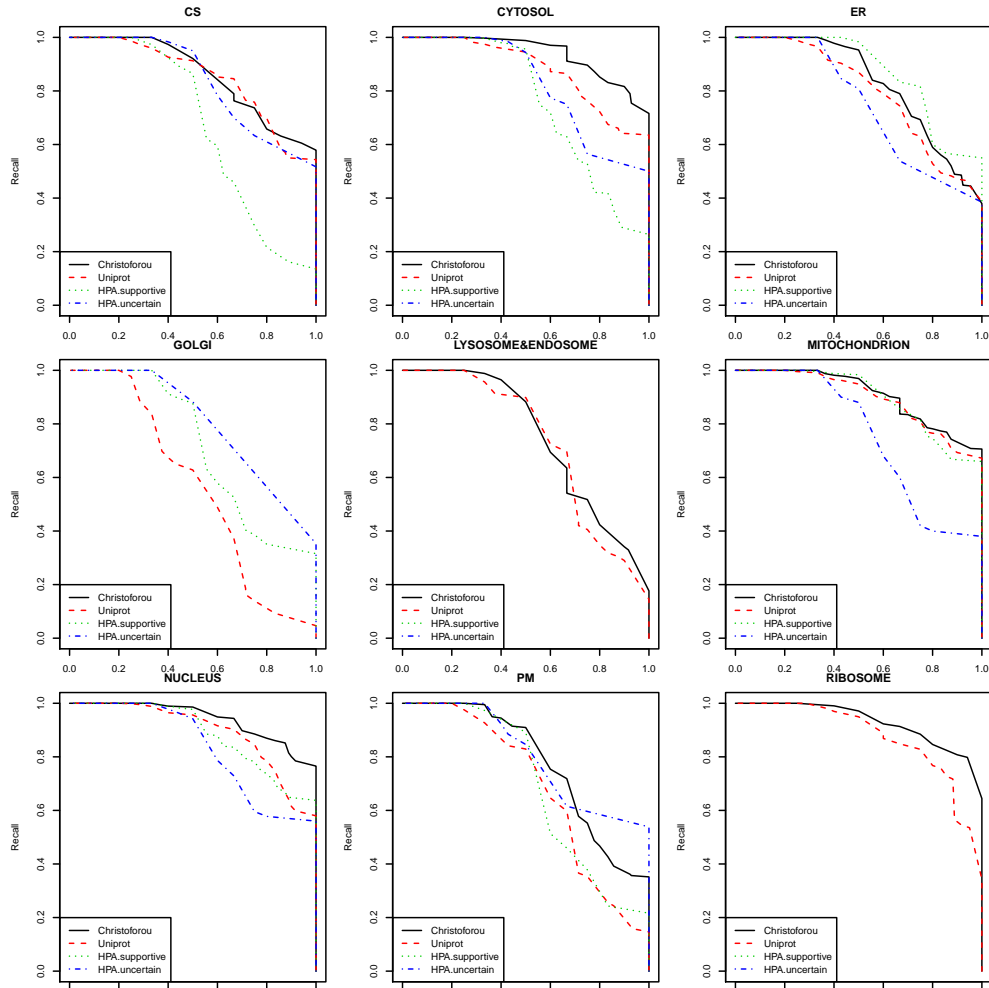 CS
CYTOSOL
ER
Recall
1.0
0.8
0.6
0.4
0.2
0.0
Christoforou
Uniprot
HPA.supportive
HPA.uncertain
0.0 0.2 0.4 0.6 0.8 1.0
Recall
1.0
0.8
0.6
0.4
0.2
0.0
Christoforou
Uniprot
HPA.supportive
HPA.uncertain
0.0 0.2 0.4 0.6 0.8 1.0
Recall
1.0
0.8
0.6
0.4
0.2
0.0
Christoforou
Uniprot
HPA.supportive
HPA.uncertain
0.0 0.2 0.4 0.6 0.8 1.0
GOLGI
LYSOSOME&ENDOSOME
MITOCHONDRION
Recall
1.0
0.8
0.6
0.4
0.2
0.0
Christoforou
Uniprot
HPA.supportive
HPA.uncertain
0.0 0.2 0.4 0.6 0.8 1.0
Recall
1.0
0.8
0.6
0.4
0.2
0.0
Christoforou
Uniprot
HPA.supportive
HPA.uncertain
0.0 0.2 0.4 0.6 0.8 1.0
Recall
1.0
0.8
0.6
0.4
0.2
0.0
Christoforou
Uniprot
HPA.supportive
HPA.uncertain
0.0 0.2 0.4 0.6 0.8 1.0
NUCLEUS
PM
RIBOSOME
Recall
1.0
0.8
0.6
0.4
0.2
0.0
Christoforou
Uniprot
HPA.supportive
HPA.uncertain
Recall
1.0
0.8
0.6
0.4
0.2
0.0
Christoforou
Uniprot
HPA.supportive
HPA.uncertain
Recall
1.0
0.8
0.6
0.4
0.2
0.0
Christoforou
Uniprot
HPA.supportive
HPA.uncertain